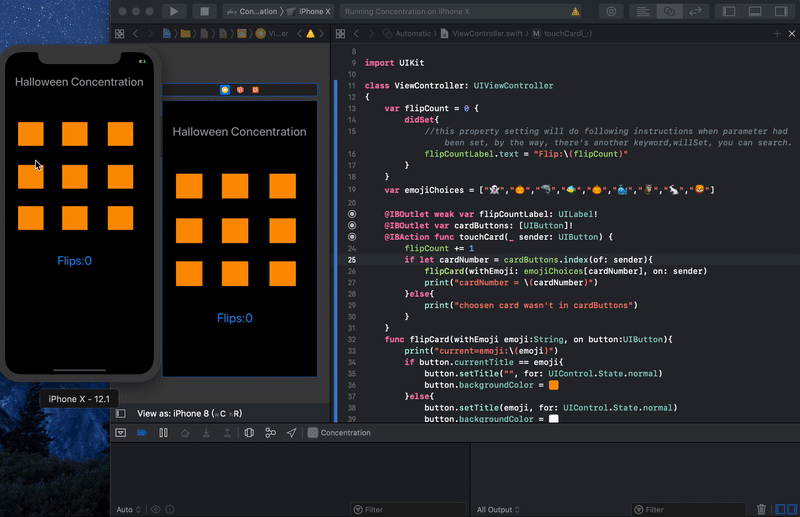 Con...ation 〉 iPhone X
Running Concentration on iPhone X
Vi...er
Automatic 〉 ViewController.swift 〉 touchCard(_:)
Halloween Concentration
Flips:0
iPhone X - 12.1
Halloween Concentration
Flips:0
View as: iPhone 8 (wC hR)
8
9 import UIKit
10
11 class ViewController: UIViewController
12 {
13 var flipCount = 0 {
14 didSet{
15 //this property setting will do following instructions when parameter had
been set, by the way, there's another keyword,willSet, you can search.
16 flipCountLabel.text = "Flip:\(flipCount)"
17 }
18 }
19 var emojiChoices = ["👻","🎃","🦈","🐠","🎃","🧞","🧟","🐇","🍔"]
20
@IBOutlet weak var flipCountLabel: UILabel!
@IBOutlet var cardButtons: [UIButton]!
@IBAction func touchCard(_ sender: UIButton) {
24 flipCount += 1
25 if let cardNumber = cardButtons.index(of: sender){
26 flipCard(withEmoji: emojiChoices[cardNumber], on: sender)
27 print("cardNumber = \(cardNumber)")
28 }else{
29 print("choosen card wasn't in cardButtons")
30 }
31 }
32 func flipCard(withEmoji emoji:String, on button:UIButton){
33 print("current=emoji:\(emoji)")
34 if button.currentTitle == emoji{
35 button.setTitle("", for: UIControl.State.normal)
36 button.backgroundColor =
37 }else{
38 button.setTitle(emoji, for: UIControl.State.normal)
39 button.backgroundColor =
Concentration
Auto
Filter
All Output
Filter